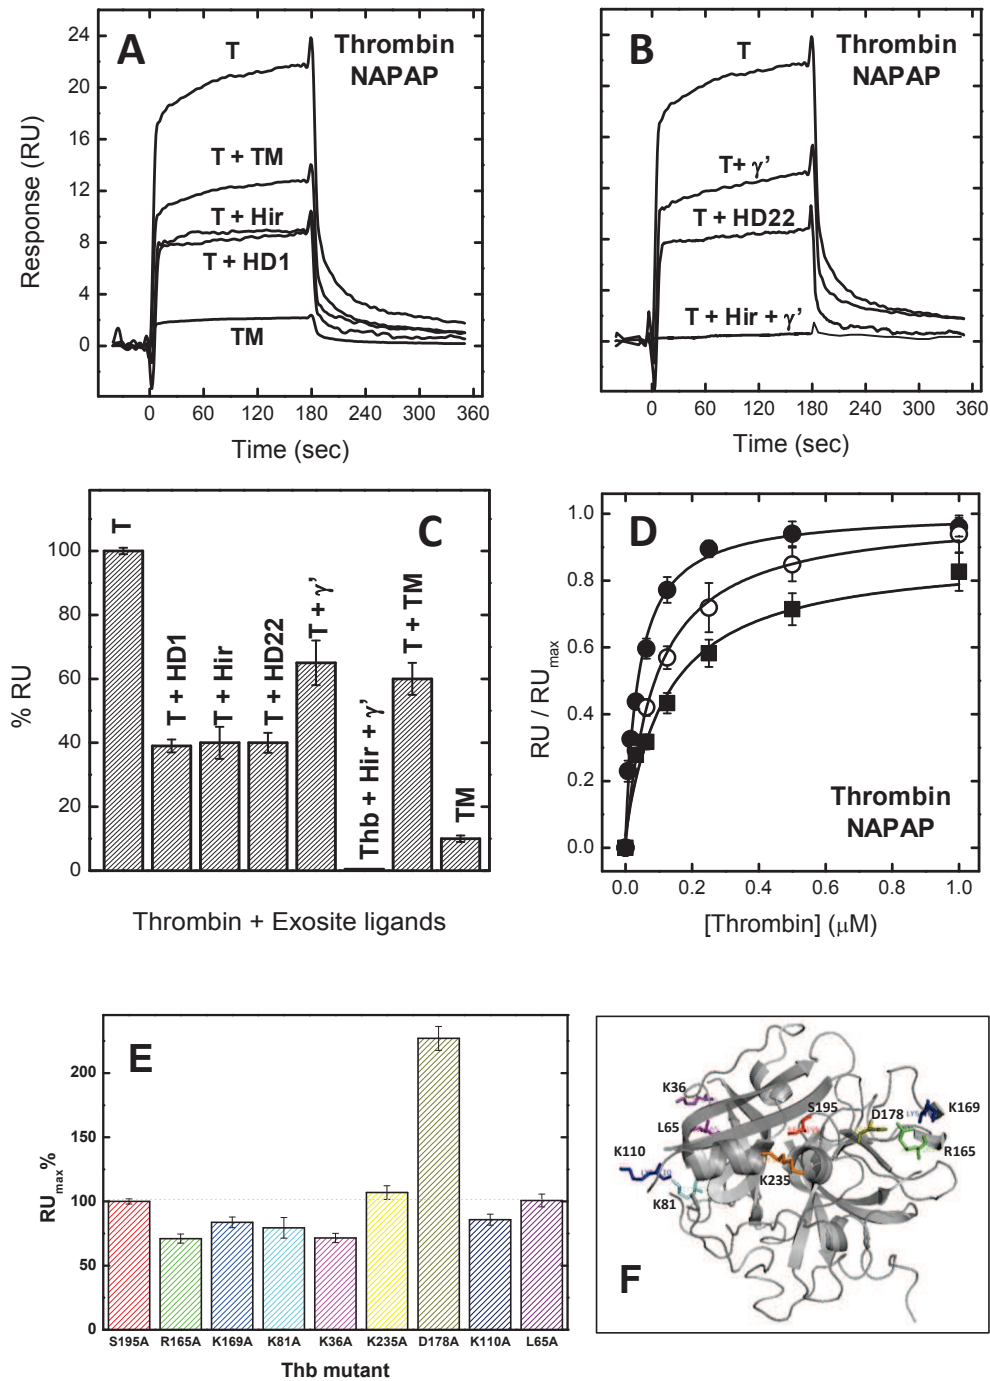 A
Thrombin
NAPAP
T
T + TM
T + Hir
T + HD1
TM
24
20
16
12
8
4
0
Response (RU)
0 60 120 180 240 300 360
Time (sec)
B
Thrombin
NAPAP
T
T+ γ'
T + HD22
T + Hir + γ'
0 60 120 180 240 300 360
Time (sec)
C
T
T + HD1
T + Hir
T + HD22
T + γ'
Thb + Hir + γ'
T + TM
TM
100
80
60
40
20
0
% RU
Thrombin + Exosite ligands
D
1.0
0.8
0.6
0.4
0.2
0.0
RU / RUmax
Thrombin
NAPAP
0.0 0.2 0.4 0.6 0.8 1.0
[Thrombin] (μM)
E
200
150
100
50
0
RUmax%
S195A R165A K169A K81A K36A K235A D178A K110A L65A
Thb mutant
K36
S195
D178
K169
L65
R165
K110
K235
K81
F